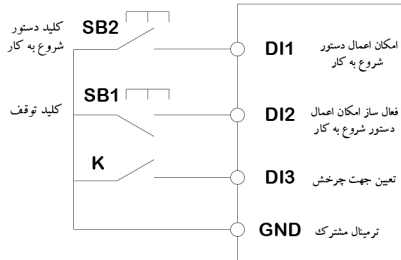 کلید دستور
شروع به کار
SB2
DI1
امکان اعمال دستور
شروع به کار
کلید توقف
SB1
DI2
فعال ساز امکان اعمال
دستور شروع به کار
K
DI3
تعیین جهت چرخش
GND
ترمینال مشترک